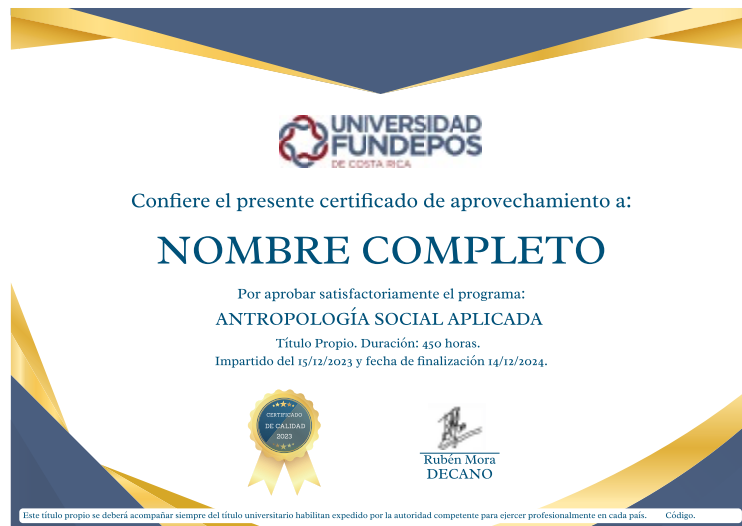 UNIVERSIDAD
FUNDEPOS
DE COSTA RICA
Confiere el presente certificado de aprovechamiento a:
NOMBRE COMPLETO
Por aprobar satisfactoriamente el programa:
ANTROPOLOGÍA SOCIAL APLICADA
Título Propio. Duración: 450 horas.
Impartido del 15/12/2023 y fecha de finalización 14/12/2024.
CERTIFICADO
DE CALIDAD
2023
Rubén Mora
DECANO
Este título propio se deberá acompañar siempre del título universitario habilitan expedido por la autoridad competente para ejercer profesionalmente en cada país. Código.